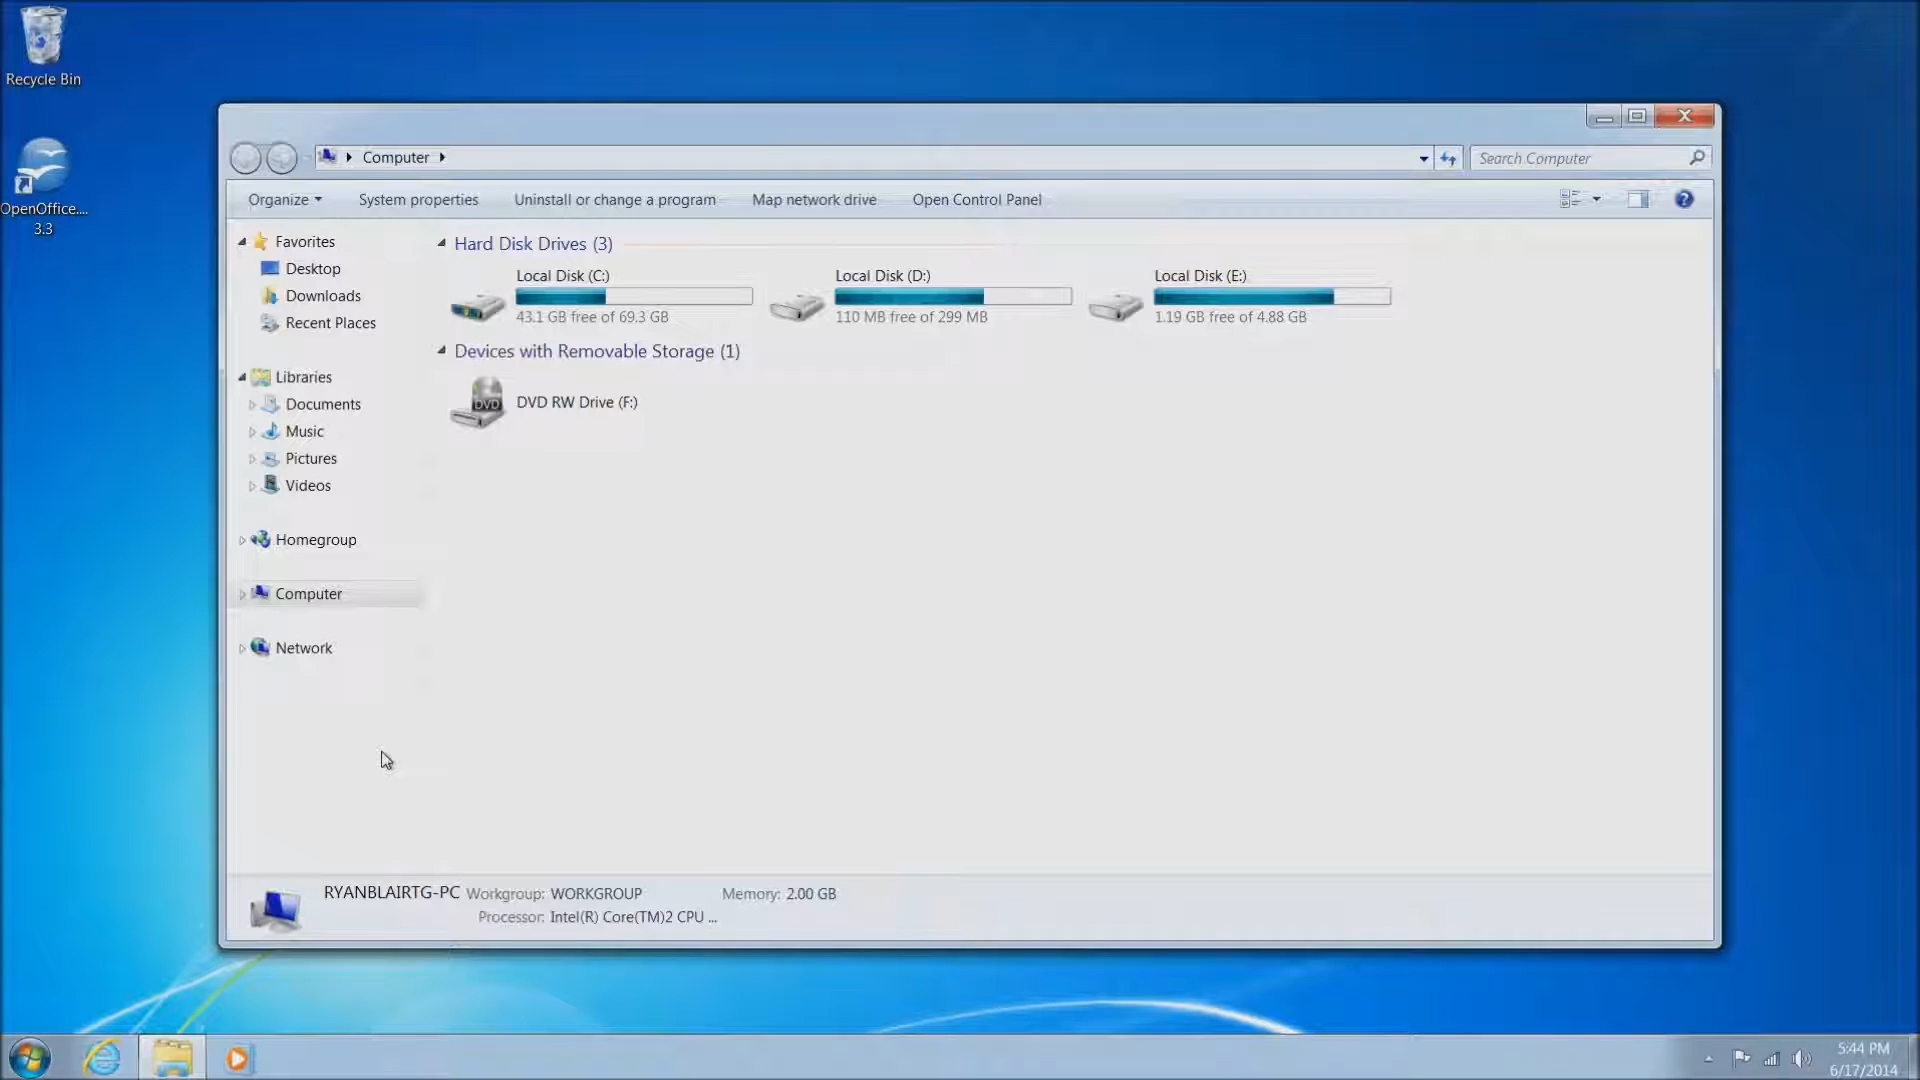 Recycle Bin
OpenOffice....
3.3
Computer
Search Computer
Organize
System properties
Uninstall or change a program
Map network drive
Open Control Panel
Favorites
Desktop
Downloads
Recent Places
Libraries
Documents
Music
Pictures
Videos
Homegroup
Computer
Network
Hard Disk Drives (3)
Local Disk (C:)
43.1 GB free of 69.3 GB
Local Disk (D:)
110 MB free of 299 MB
Local Disk (E:)
1.19 GB free of 4.88 GB
Devices with Removable Storage (1)
DVD
DVD RW Drive (F:)
RYANBLAIRTG-PC Workgroup: WORKGROUP Memory: 2.00 GB
Processor: Intel(R) Core(TM)2 CPU ...
5:44 PM
6/17/2014